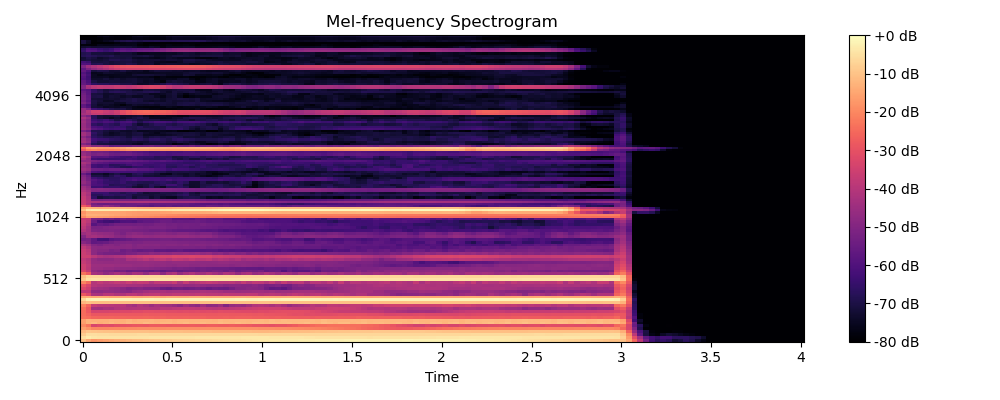 Mel-frequency Spectrogram
Hz
4096
2048
1024
512
0
0 0.5 1 1.5 2 2.5 3 3.5 4
Time
+0 dB
-10 dB
-20 dB
-30 dB
-40 dB
-50 dB
-60 dB
-70 dB
-80 dB